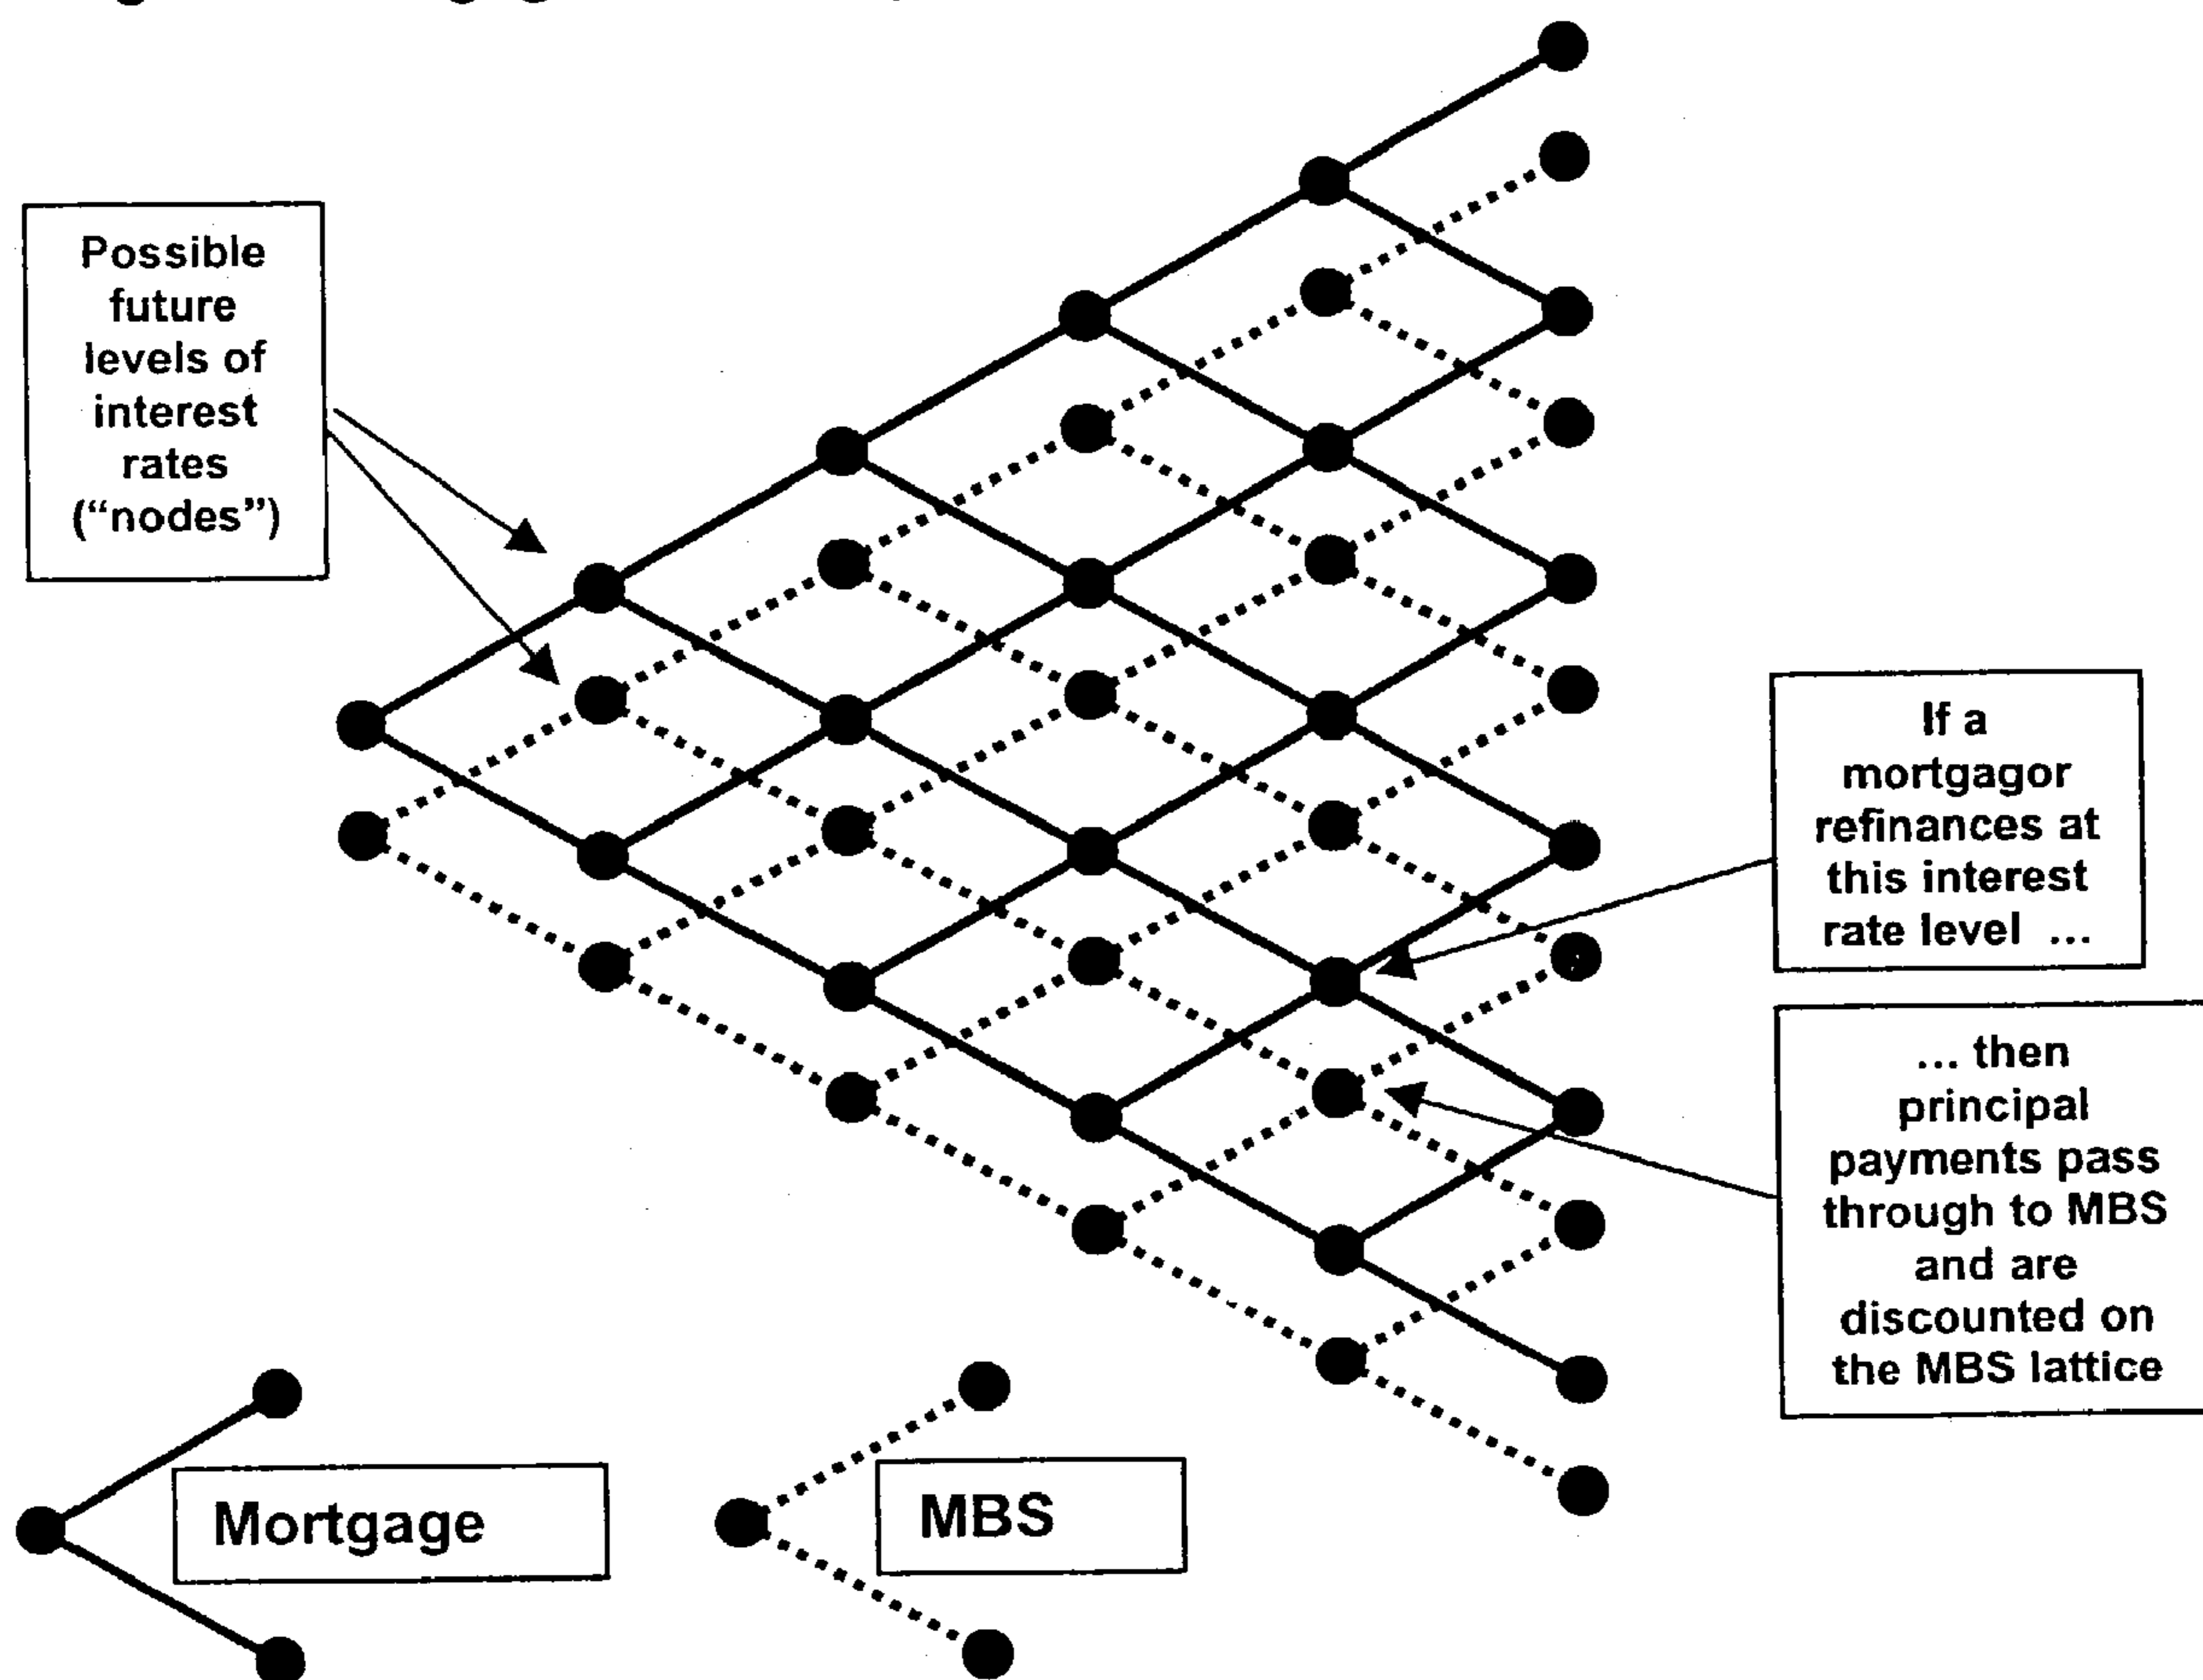 Possible
future
levels of
interest
rates
(“nodes”)
If a
mortgagor
refinances at
this interest
rate level ...
... then
principal
payments pass
through to MBS
and are
discounted on
the MBS lattice
Mortgage
MBS